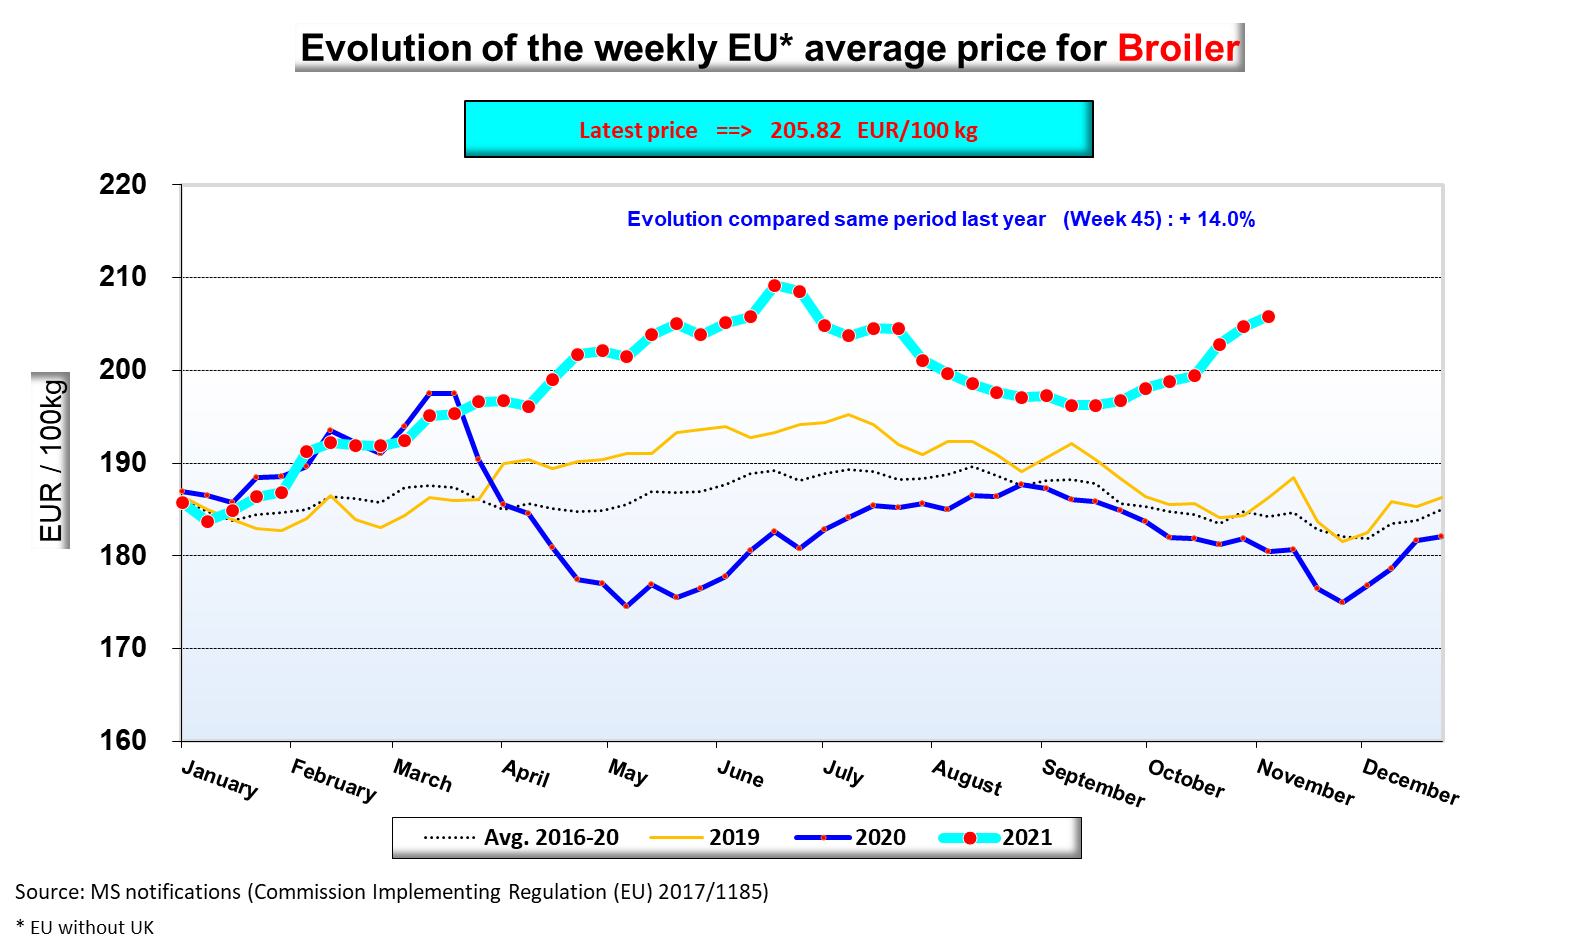 Evolution of the weekly EU* average price for Broiler
Latest price ==> 205.82 EUR/100 kg
Evolution compared same period last year (Week 45) : + 14.0%
EUR / 100kg
220
210
200
190
180
170
160
January February March April May June July August September October November December
Avg. 2016-20 2019 2020 2021
Source: MS notifications (Commission Implementing Regulation (EU) 2017/1185)
* EU without UK